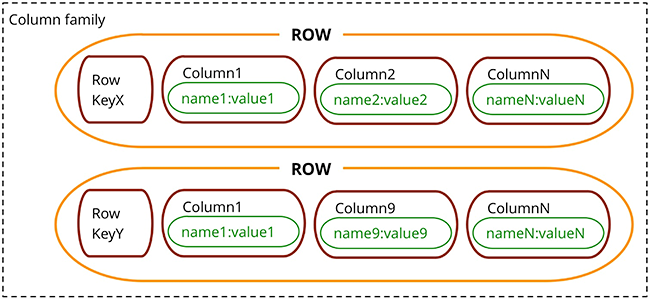 Column family
ROW
Row
KeyX
Column1
name1:value1
Column2
name2:value2
ColumnN
nameN:valueN
ROW
Row
KeyY
Column1
name1:value1
Column9
name9:value9
ColumnN
nameN:valueN